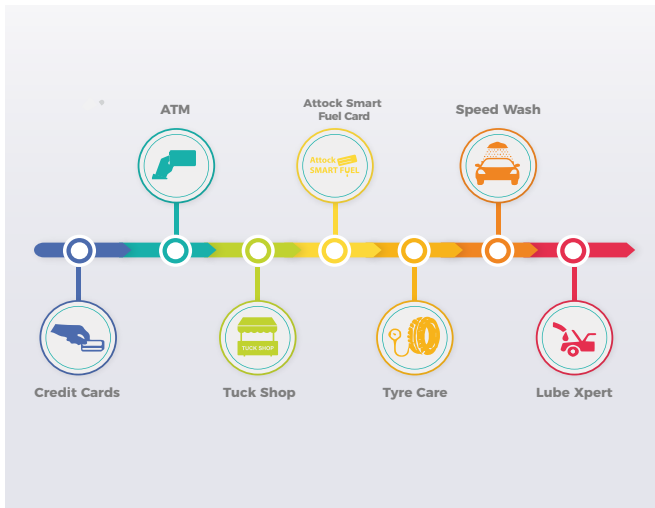 ATM
Attock Smart
Fuel Card
Speed Wash
Attock
SMART FUEL
TUCK SHOP
Credit Cards
Tuck Shop
Tyre Care
Lube Xpert